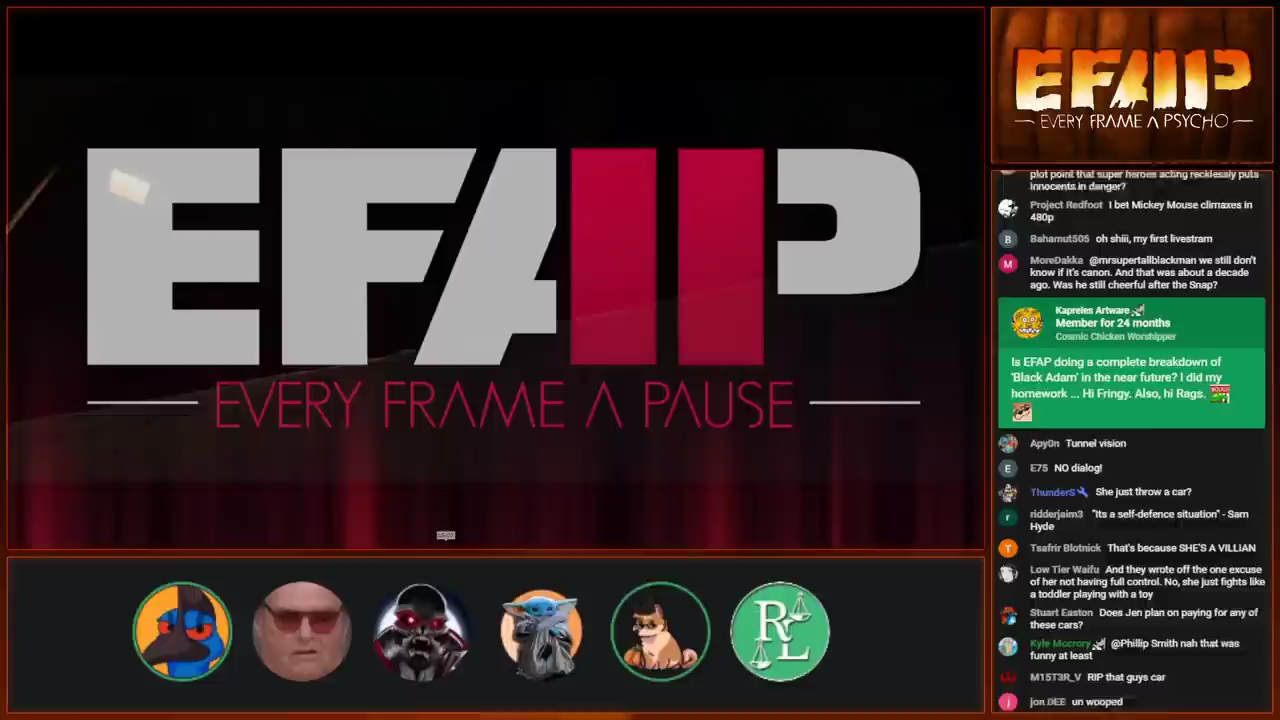 EFAP
EVERY FRAME A PAUSE
R
L
EFAP
EVERY FRAME A PSYCHO
plot point that super heroes acting recklessly puts
innocents in danger?
Project Redfoot I bet Mickey Mouse climaxes in
480p
B
Bahamut505 oh shiii, my first livestram
M
MoreDakka @mrsupertallblackman we still don't
know if it's canon. And that was about a decade
ago. Was he still cheerful after the Snap?
Kapreles Artware
Member for 24 months
Cosmic Chicken Worshipper
Is EFAP doing a complete breakdown of
'Black Adam' in the near future? I did my
homework ... Hi Fringy. Also, hi Rags.
Apy0n Tunnel vision
E
E75 NO dialog!
ThunderS She just throw a car?
r
ridderjaim3 "Its a self-defence situation" - Sam
Hyde
T
Tsafrir Blotnick That's because SHE'S A VILLIAN
Low Tier Waifu And they wrote off the one excuse
of her not having full control. No, she just fights like
a toddler playing with a toy
Stuart Easton Does Jen plan on paying for any of
these cars?
Kyle Mccrory @Phillip Smith nah that was
funny at least
M15T3R_V RIP that guys car
j
jon DEE un wooped